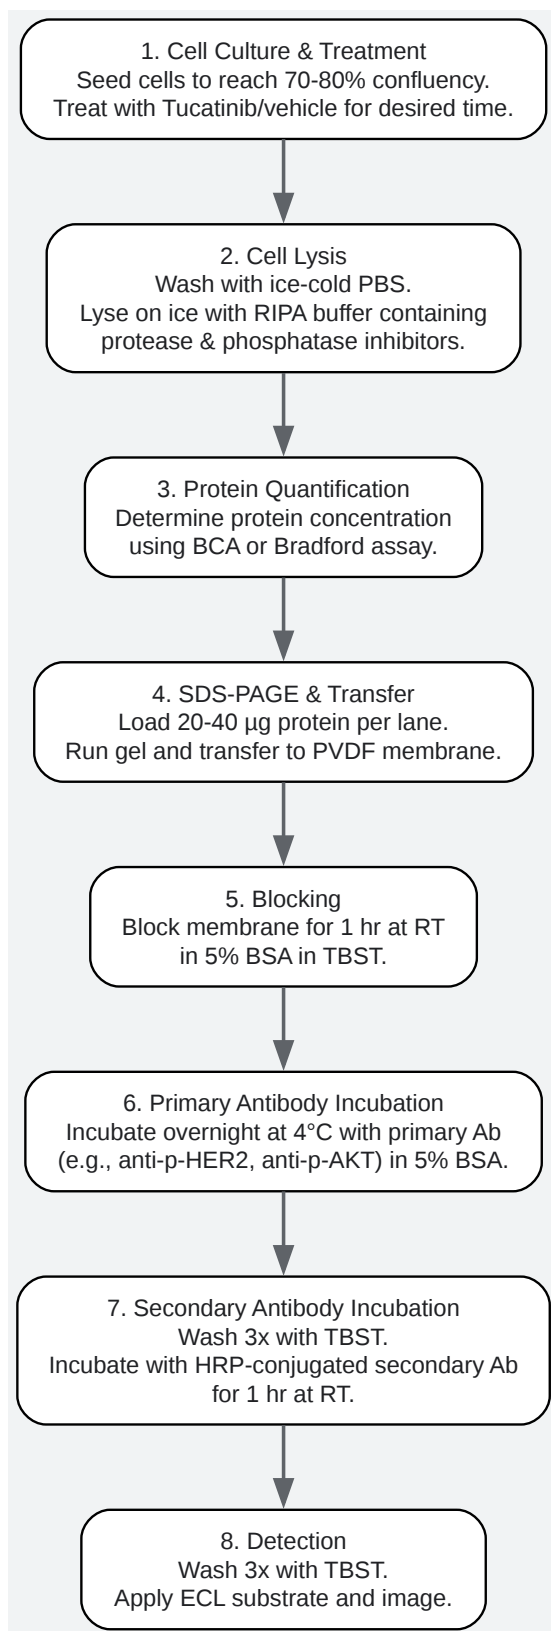 1. Cell Culture & Treatment
Seed cells to reach 70-80% confluency.
Treat with Tucatinib/vehicle for desired time.
2. Cell Lysis
Wash with ice-cold PBS.
Lyse on ice with RIPA buffer containing
protease & phosphatase inhibitors.
3. Protein Quantification
Determine protein concentration
using BCA or Bradford assay.
4. SDS-PAGE & Transfer
Load 20-40 µg protein per lane.
Run gel and transfer to PVDF membrane.
5. Blocking
Block membrane for 1 hr at RT
in 5% BSA in TBST.
6. Primary Antibody Incubation
Incubate overnight at 4°C with primary Ab
(e.g., anti-p-HER2, anti-p-AKT) in 5% BSA.
7. Secondary Antibody Incubation
Wash 3x with TBST.
Incubate with HRP-conjugated secondary Ab
for 1 hr at RT.
8. Detection
Wash 3x with TBST.
Apply ECL substrate and image.